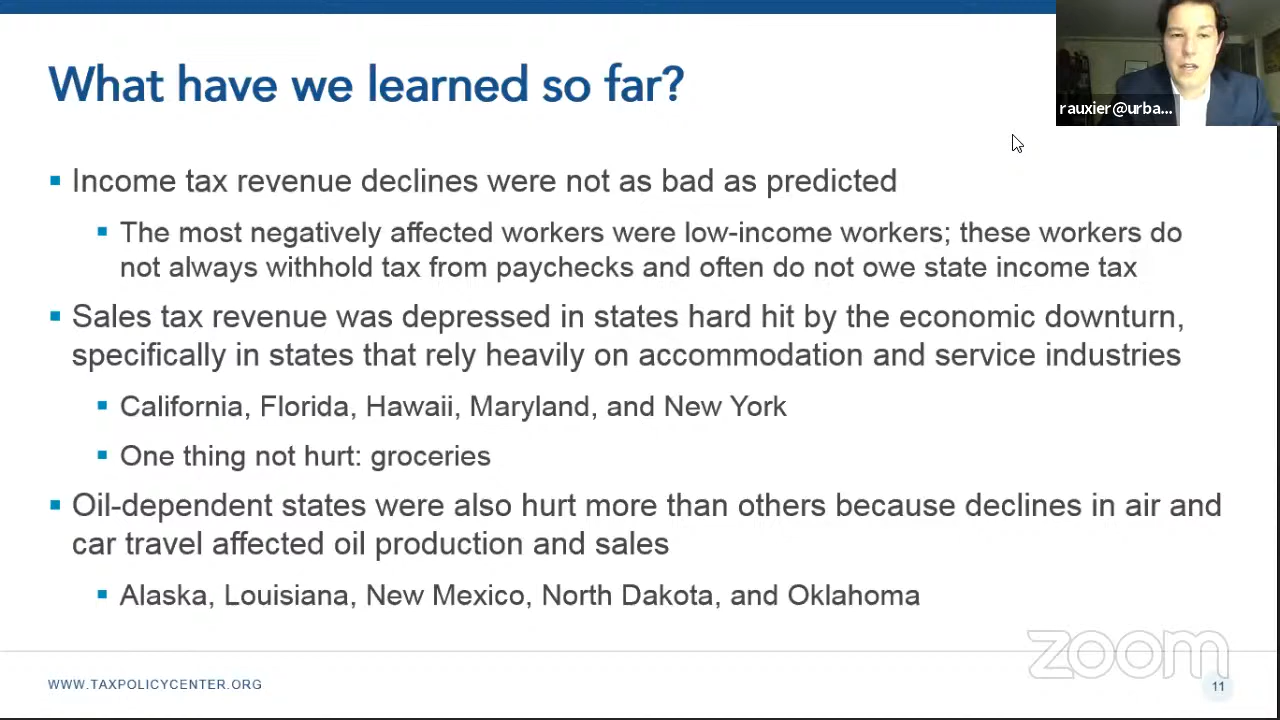 What have we learned so far?
rauxier@urba...
Income tax revenue declines were not as bad as predicted
The most negatively affected workers were low-income workers; these workers do
not always withhold tax from paychecks and often do not owe state income tax
Sales tax revenue was depressed in states hard hit by the economic downturn,
specifically in states that rely heavily on accommodation and service industries
California, Florida, Hawaii, Maryland, and New York
One thing not hurt: groceries
Oil-dependent states were also hurt more than others because declines in air and
car travel affected oil production and sales
Alaska, Louisiana, New Mexico, North Dakota, and Oklahoma
zoom
WWW.TAXPOLICYCENTER.ORG
11